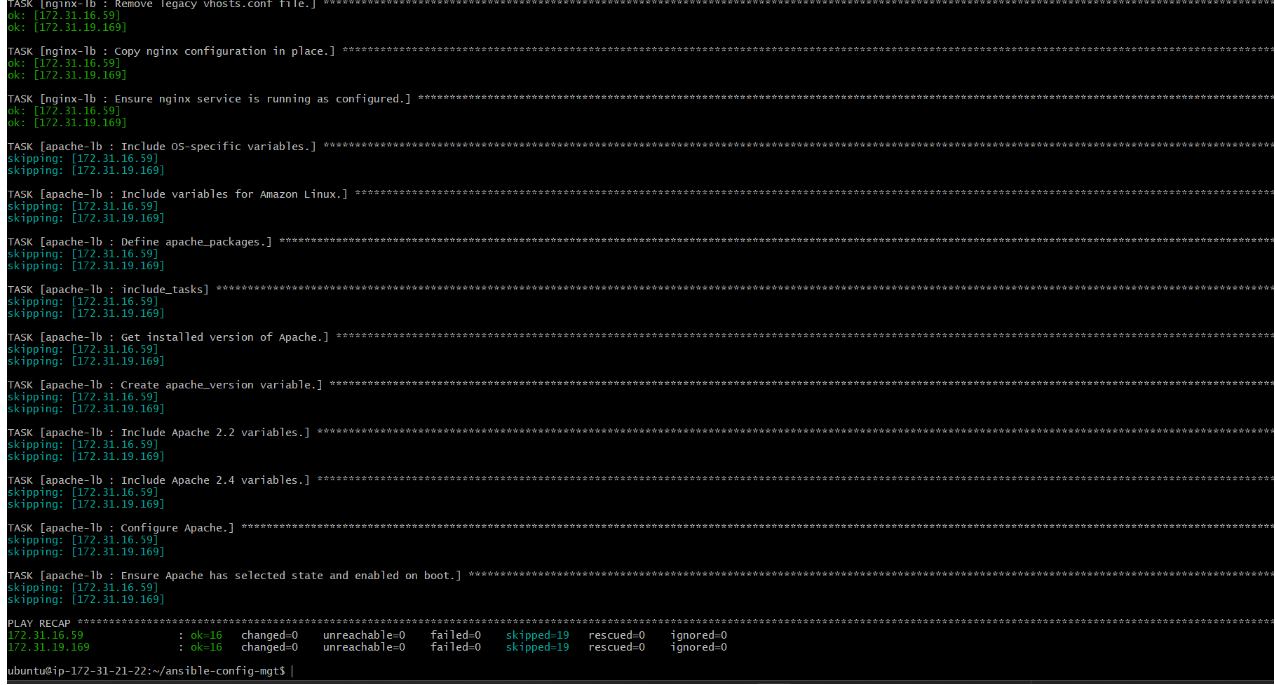 TASK [nginx-lb : Remove legacy vhosts.conf file.] ****************************************************************************************************************************************************
ok: [172.31.16.59]
ok: [172.31.19.169]
TASK [nginx-lb : Copy nginx configuration in place.] *************************************************************************************************************************************************
ok: [172.31.16.59]
ok: [172.31.19.169]
TASK [nginx-lb : Ensure nginx service is running as configured.] *************************************************************************************************************************************
ok: [172.31.16.59]
ok: [172.31.19.169]
TASK [apache-lb : Include OS-specific variables.] ****************************************************************************************************************************************************
skipping: [172.31.16.59]
skipping: [172.31.19.169]
TASK [apache-lb : Include variables for Amazon Linux.] ***********************************************************************************************************************************************
skipping: [172.31.16.59]
skipping: [172.31.19.169]
TASK [apache-lb : Define apache_packages.] ***********************************************************************************************************************************************************
skipping: [172.31.16.59]
skipping: [172.31.19.169]
TASK [apache-lb : include_tasks] *********************************************************************************************************************************************************************
skipping: [172.31.16.59]
skipping: [172.31.19.169]
TASK [apache-lb : Get installed version of Apache.] **************************************************************************************************************************************************
skipping: [172.31.16.59]
skipping: [172.31.19.169]
TASK [apache-lb : Create apache_version variable.] ***************************************************************************************************************************************************
skipping: [172.31.16.59]
skipping: [172.31.19.169]
TASK [apache-lb : Include Apache 2.2 variables.] *****************************************************************************************************************************************************
skipping: [172.31.16.59]
skipping: [172.31.19.169]
TASK [apache-lb : Include Apache 2.4 variables.] *****************************************************************************************************************************************************
skipping: [172.31.16.59]
skipping: [172.31.19.169]
TASK [apache-lb : Configure Apache.] *****************************************************************************************************************************************************************
skipping: [172.31.16.59]
skipping: [172.31.19.169]
TASK [apache-lb : Ensure Apache has selected state and enabled on boot.] *****************************************************************************************************************************
skipping: [172.31.16.59]
skipping: [172.31.19.169]
PLAY RECAP *******************************************************************************************************************************************************************************************
172.31.16.59 : ok=16 changed=0 unreachable=0 failed=0 skipped=19 rescued=0 ignored=0
172.31.19.169 : ok=16 changed=0 unreachable=0 failed=0 skipped=19 rescued=0 ignored=0
ubuntu@ip-172-31-21-22:~/ansible-config-mgt$